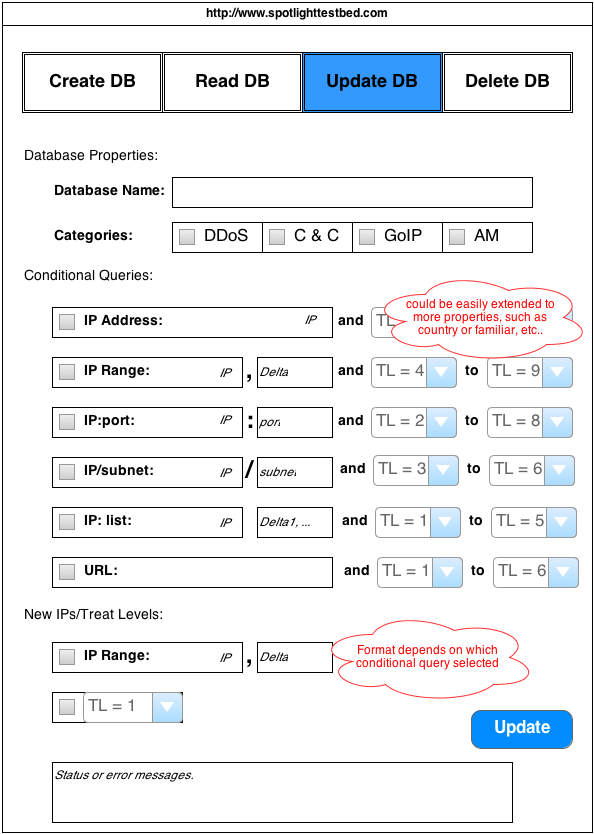 http://www.spotlighttestbed.com
Create DB Read DB Update DB Delete DB
Database Properties:
Database Name:
Categories: DDoS C & C GoIP AM
Conditional Queries:
could be easily extended to
more properties, such as
country or familiar, etc..
IP Address: IP and TL
IP Range: IP , Delta and TL = 4 to TL = 9
IP:port: IP : port and TL = 2 to TL = 8
IP/subnet: IP / subnet and TL = 3 to TL = 6
IP: list: IP Delta1, ... and TL = 1 to TL = 5
URL: and TL = 1 to TL = 6
New IPs/Treat Levels:
IP Range: IP , Delta
Format depends on which
conditional query selected
TL = 1
Update
Status or error messages.